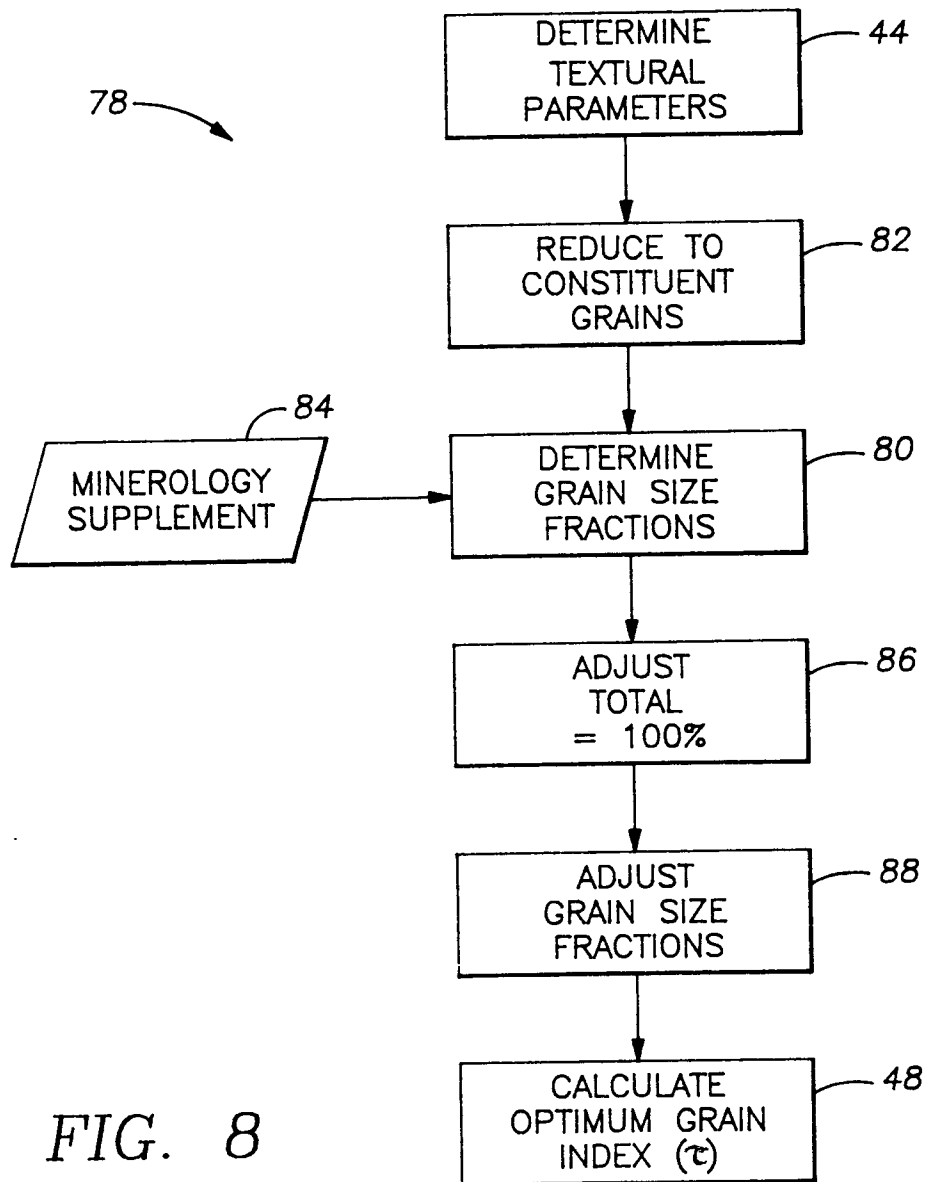 DETERMINE
TEXTURAL
PARAMETERS
44
78
REDUCE TO
CONSTITUENT
GRAINS
82
84
MINEROLOGY
SUPPLEMENT
DETERMINE
GRAIN SIZE
FRACTIONS
80
ADJUST
TOTAL
= 100%
86
ADJUST
GRAIN SIZE
FRACTIONS
88
CALCULATE
OPTIMUM GRAIN
INDEX (τ)
48
FIG. 8